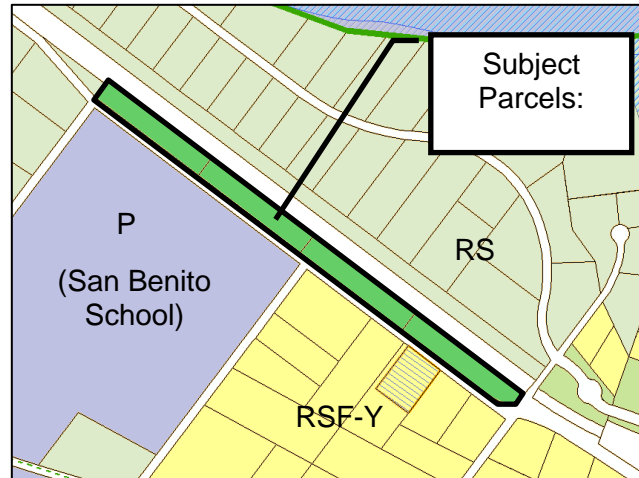 Subject
Parcels:
P
(San Benito
School)
RS
RSF-Y